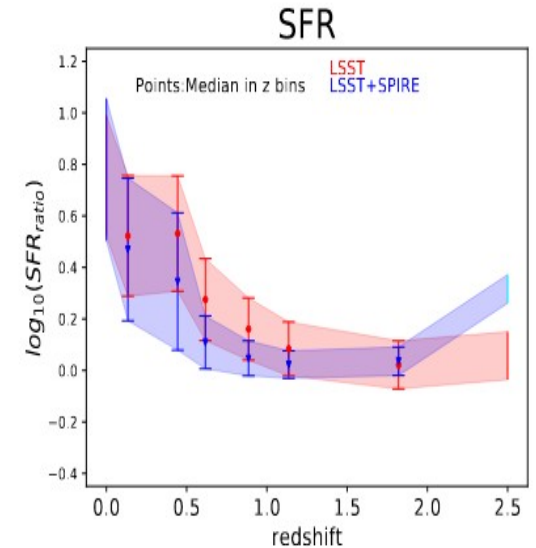 SFR
LSST
Points:Median in z bins LSST+SPIRE
log10(SFRratio)
1.2
1.0
0.8
0.6
0.4
0.2
0.0
−0.2
−0.4
0.0 0.5 1.0 1.5 2.0 2.5
redshift